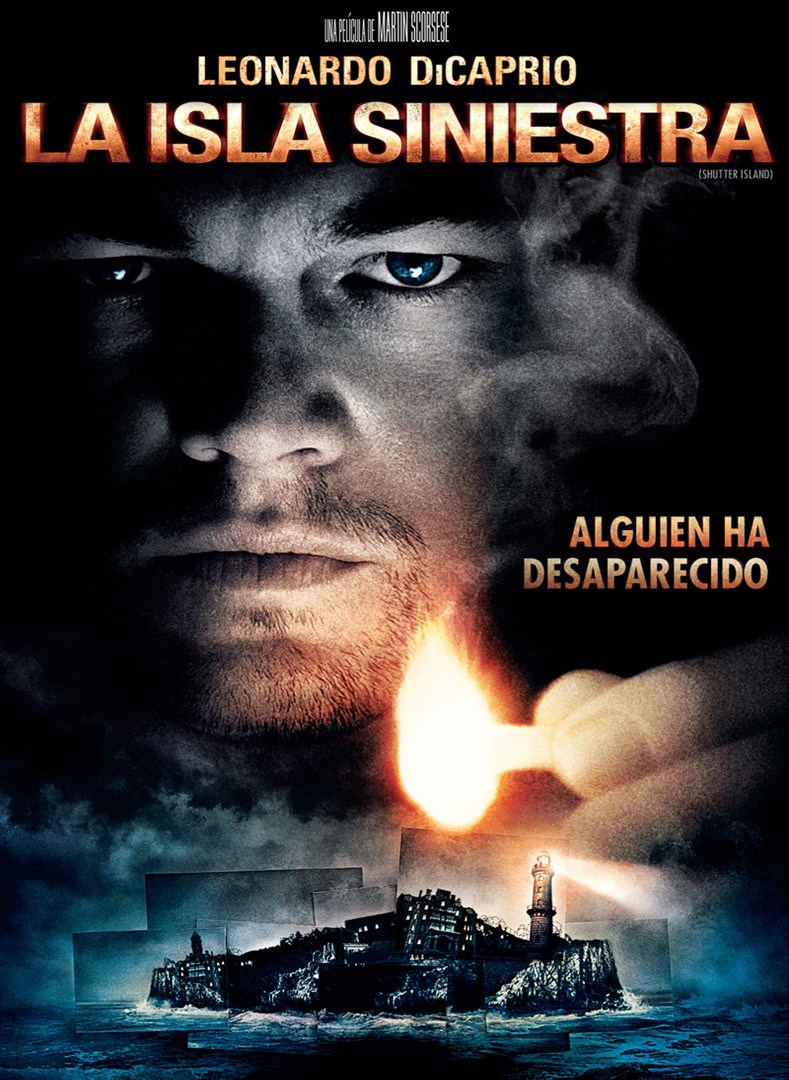 UNA PELÍCULA DE MARTIN SCORSESE
LEONARDO DiCAPRIO
LA ISLA SINIESTRA
(SHUTTER ISLAND)
ALGUIEN HA
DESAPARECIDO